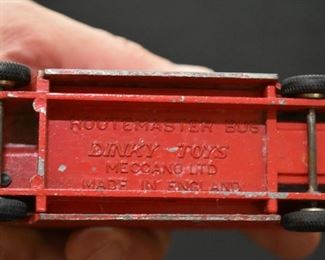 ROUTEMASTER BUS
DINKY TOYS
MECCANO LTD
MADE IN ENGLAND